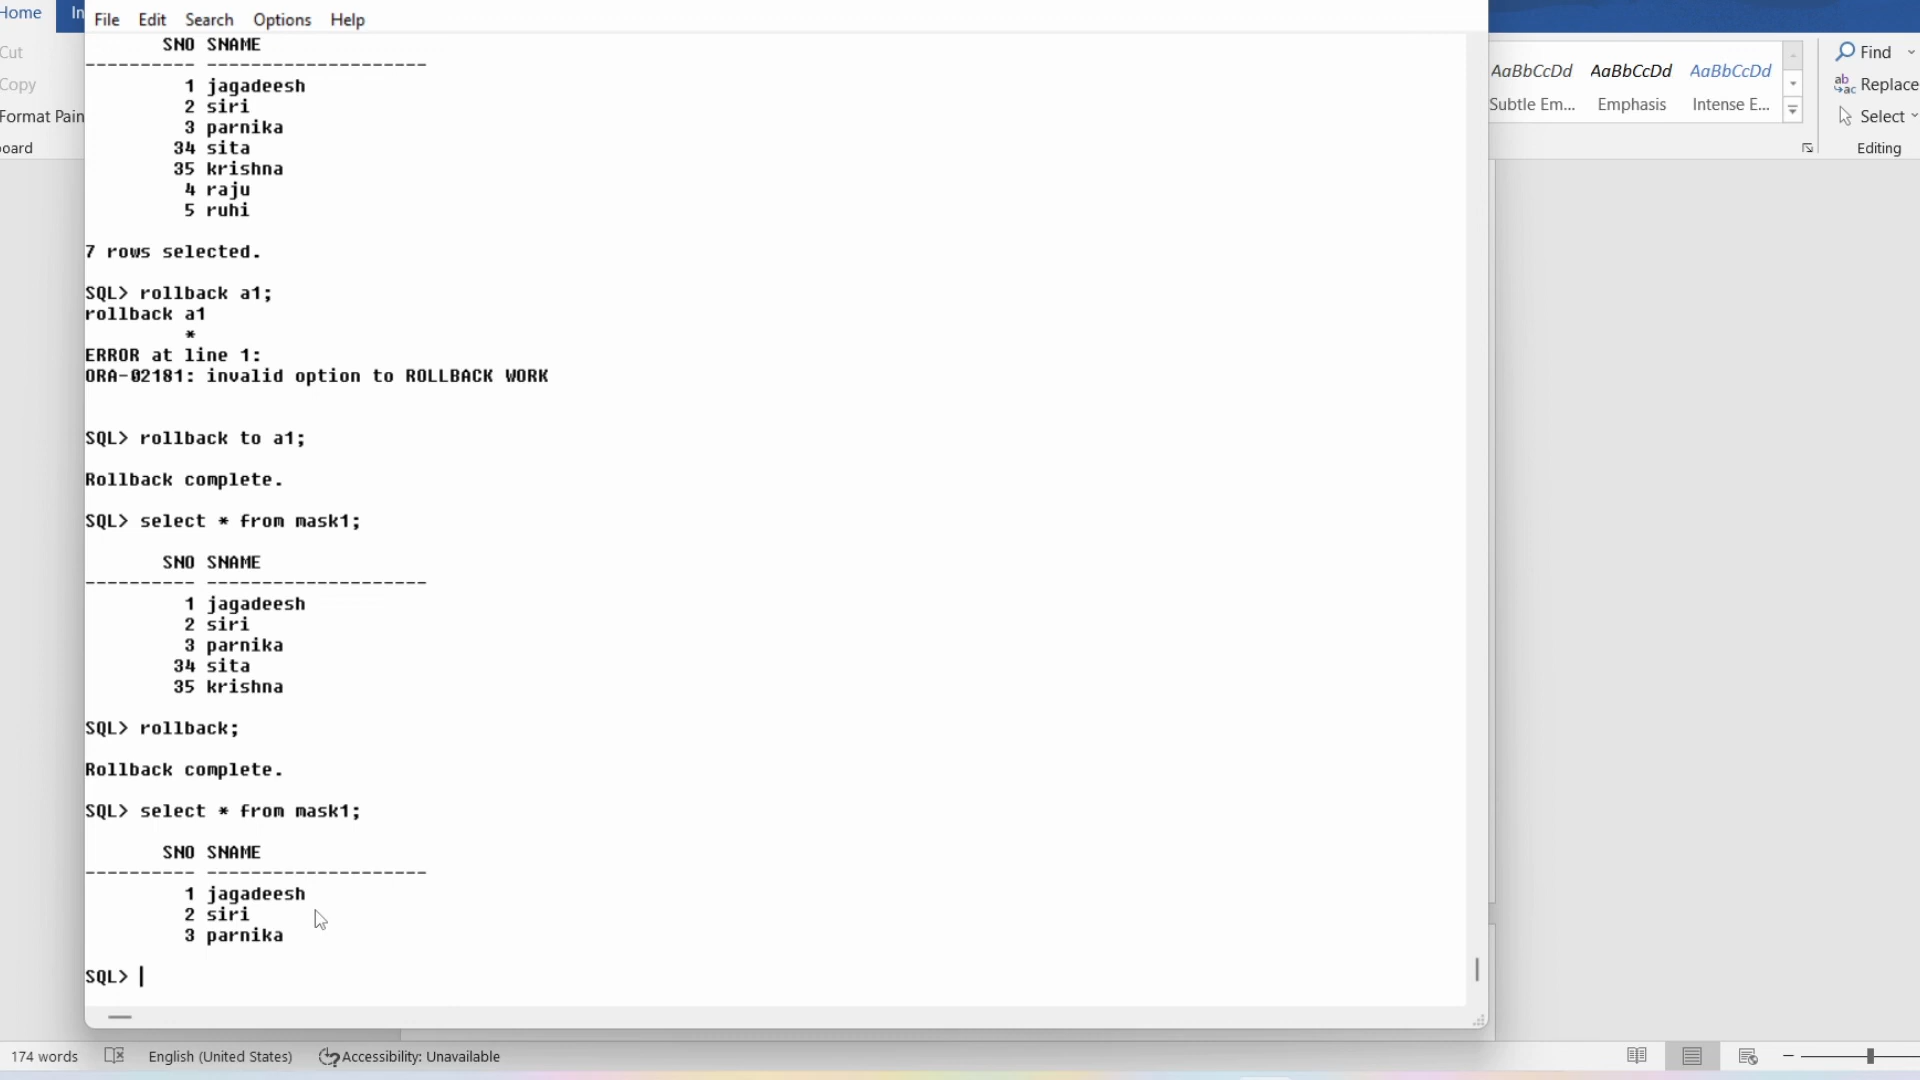 Home
In
File Edit Search Options Help
Cut
Copy
Format Pain
oard
AaBbCcDd AaBbCcDd AaBbCcDd
Subtle Em... Emphasis Intense E...
Find
Replace
Select
Editing
SNO SNAME
---------- --------------------
1 jagadeesh
2 siri
3 parnika
34 sita
35 krishna
4 raju
5 ruhi
7 rows selected.
SQL> rollback a1;
rollback a1
*
ERROR at line 1:
ORA-02181: invalid option to ROLLBACK WORK
SQL> rollback to a1;
Rollback complete.
SQL> select * from mask1;
SNO SNAME
---------- --------------------
1 jagadeesh
2 siri
3 parnika
34 sita
35 krishna
SQL> rollback;
Rollback complete.
SQL> select * from mask1;
SNO SNAME
---------- --------------------
1 jagadeesh
2 siri
3 parnika
SQL>
174 words English (United States) Accessibility: Unavailable